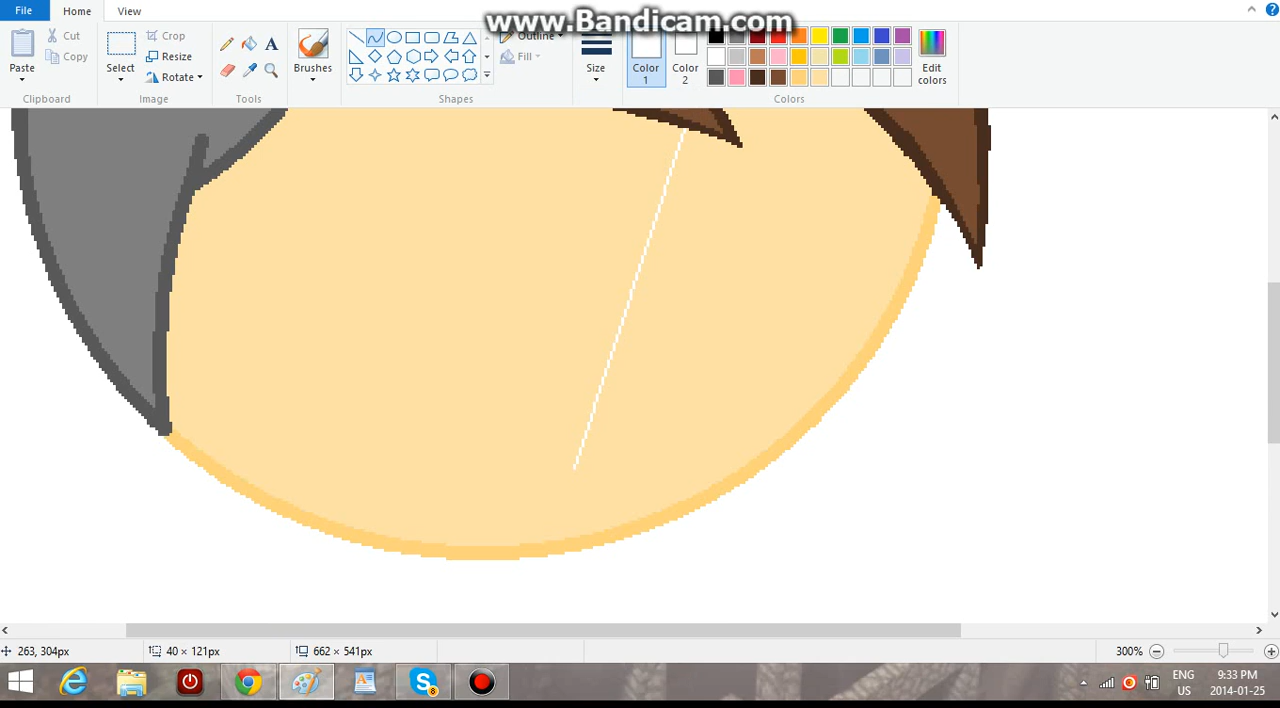 www.Bandicam.com
File Home View
Paste
Cut
Copy
Clipboard
Select
Crop
Resize
Rotate
Image
Tools
Brushes
Shapes
Outline
Fill
Size
Color 1
Color 2
Edit colors
Colors
263, 304px
40 × 121px
662 × 541px
300%
8
ENG
US
9:33 PM
2014-01-25